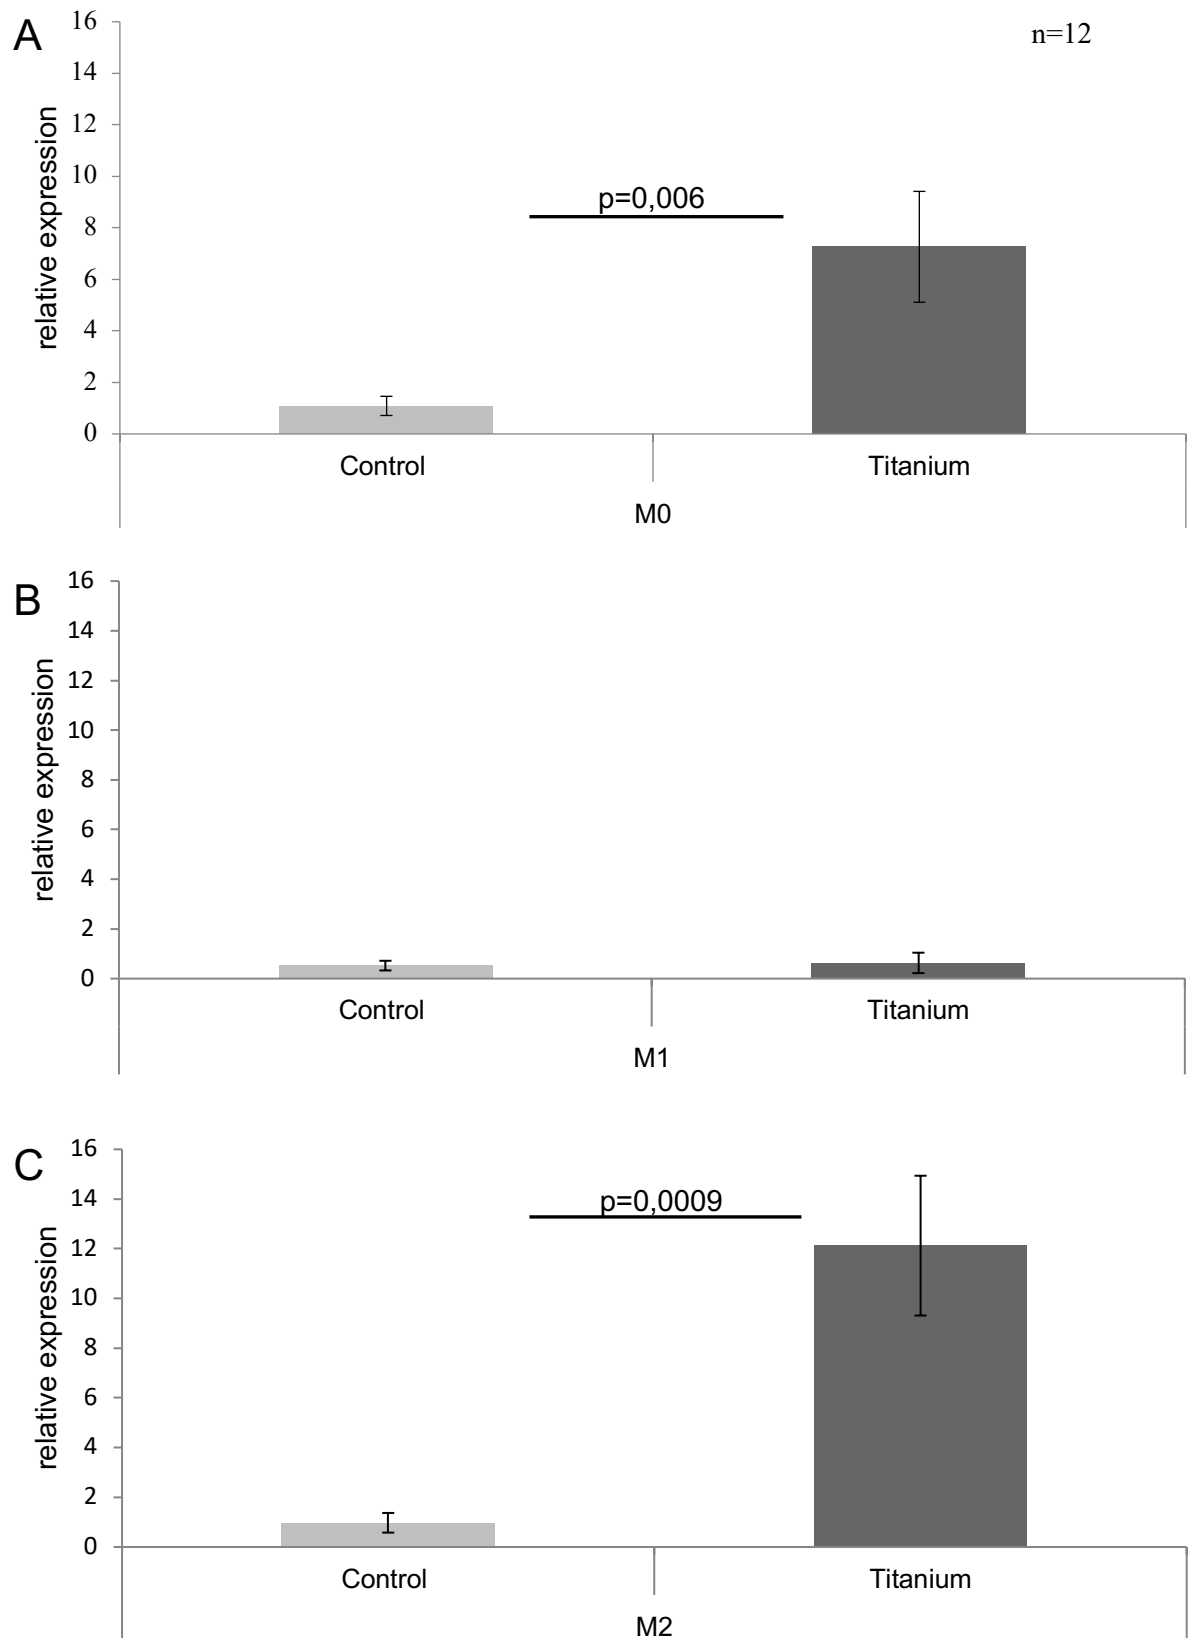 A
n=12
relative expression
16
14
12
10
8
6
4
2
0
p=0,006
Control
Titanium
M0
B
relative expression
16
14
12
10
8
6
4
2
0
Control
Titanium
M1
C
relative expression
16
14
12
10
8
6
4
2
0
p=0,0009
Control
Titanium
M2